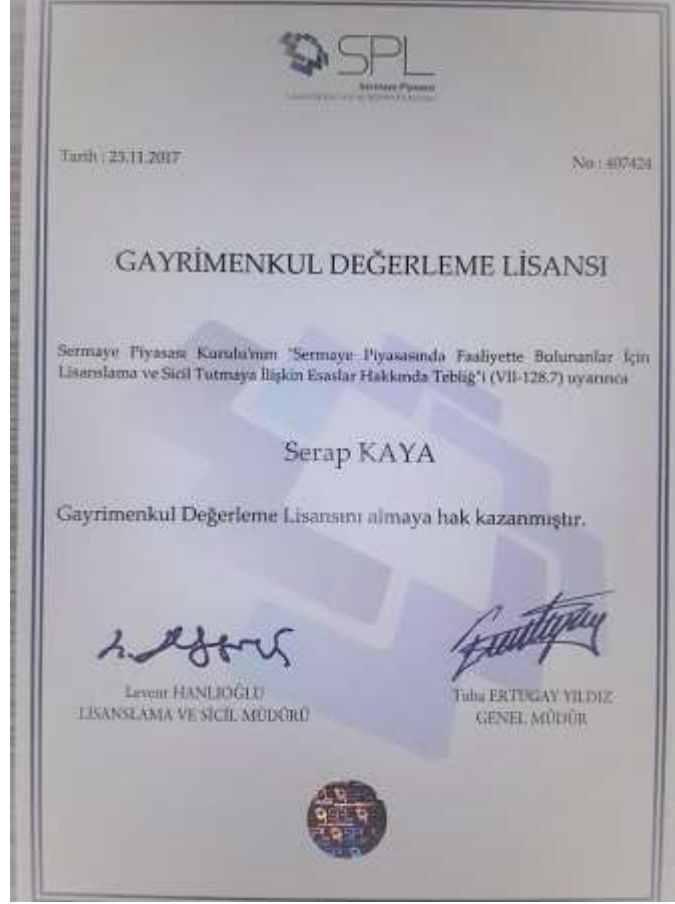 SPL
Sermaye Piyasası
Tarih : 23.11.2017
No : 407424
GAYRİMENKUL DEĞERLEME LİSANSI
Sermaye Piyasası Kurulu'nun "Sermaye Piyasasında Faaliyette Bulunanlar İçin
Lisanslama ve Sicil Tutmaya İlişkin Esaslar Hakkında Tebliğ"i (VII-128.7) uyarınca
Serap KAYA
Gayrimenkul Değerleme Lisansını almaya hak kazanmıştır.
Levent HANLIOĞLU
LİSANSLAMA VE SİCİL MÜDÜRÜ
Tuba ERTUGAY YILDIZ
GENEL MÜDÜR